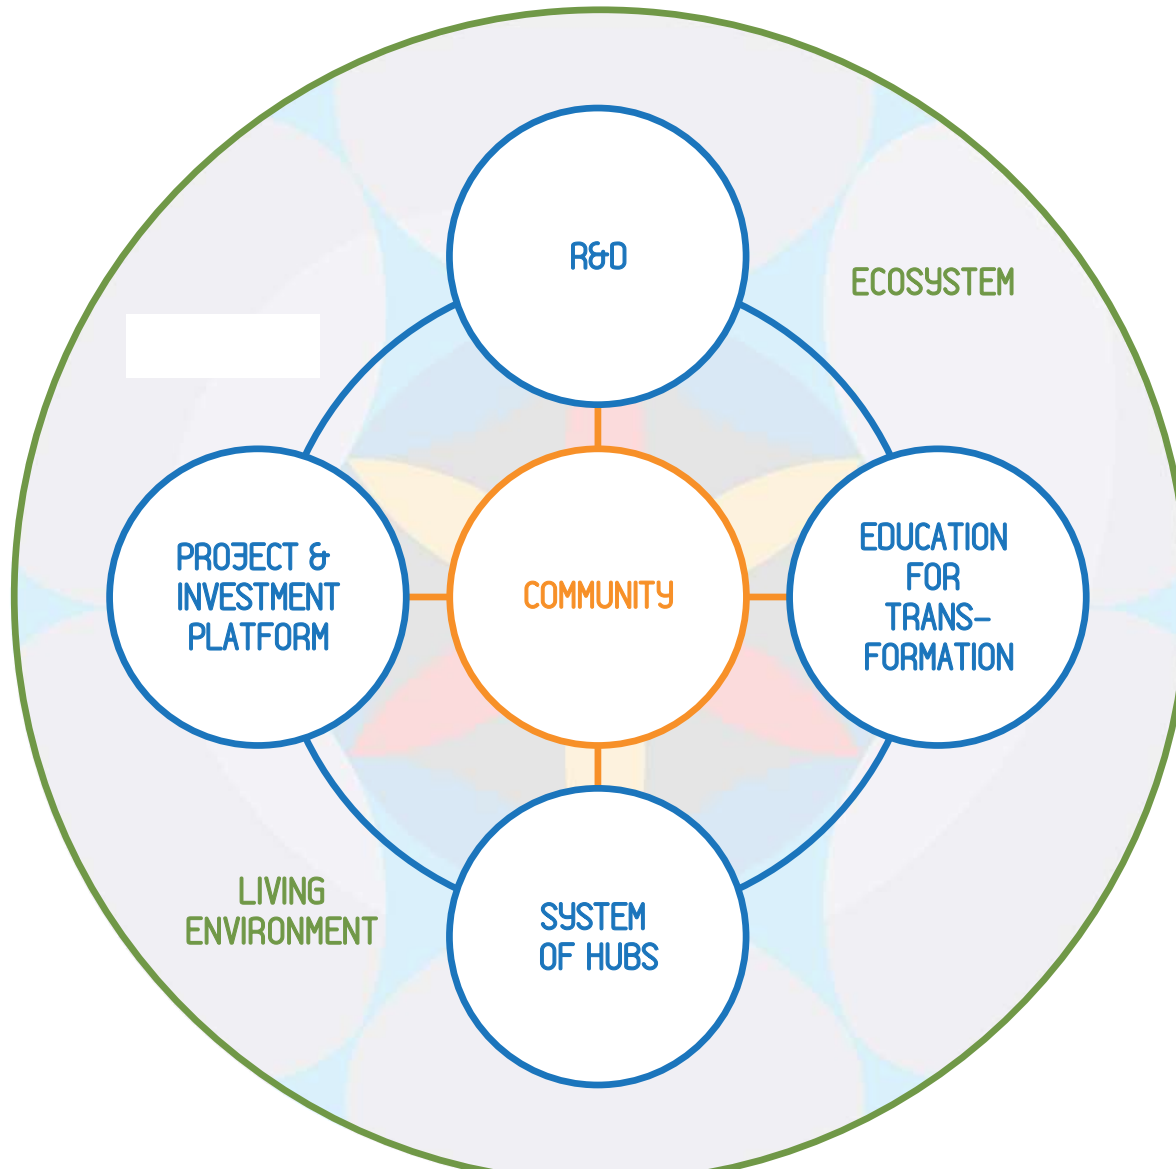 R&D
ECOSYSTEM
PROJECT &
INVESTMENT
PLATFORM
COMMUNITY
EDUCATION
FOR
TRANS-
FORMATION
LIVING
ENVIRONMENT
SYSTEM
OF HUBS